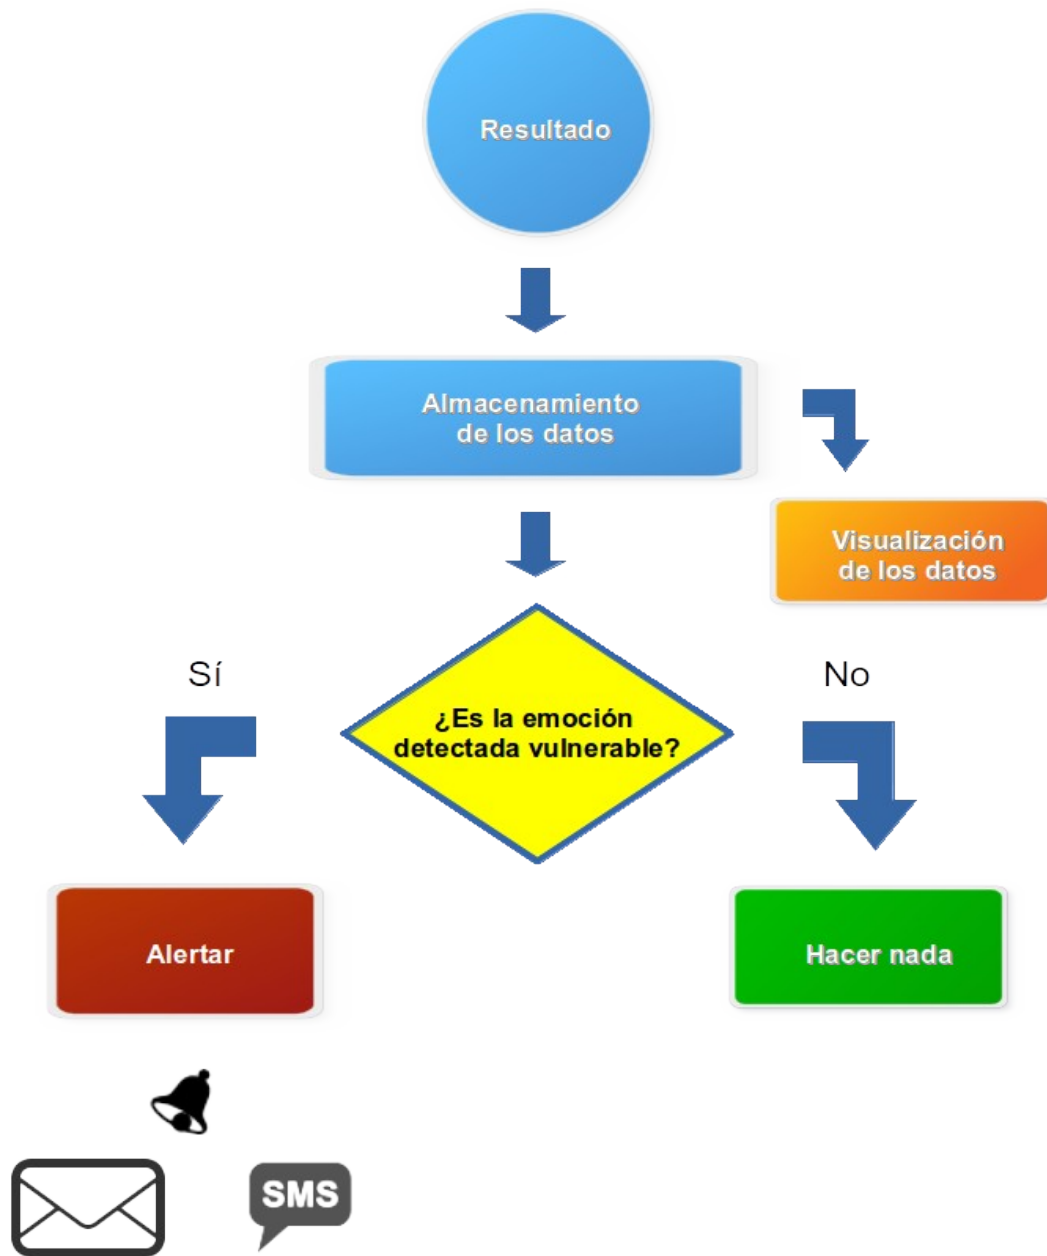 Resultado
Almacenamiento
de los datos
Visualización
de los datos
Sí
No
¿Es la emoción
detectada vulnerable?
Alertar
Hacer nada
SMS